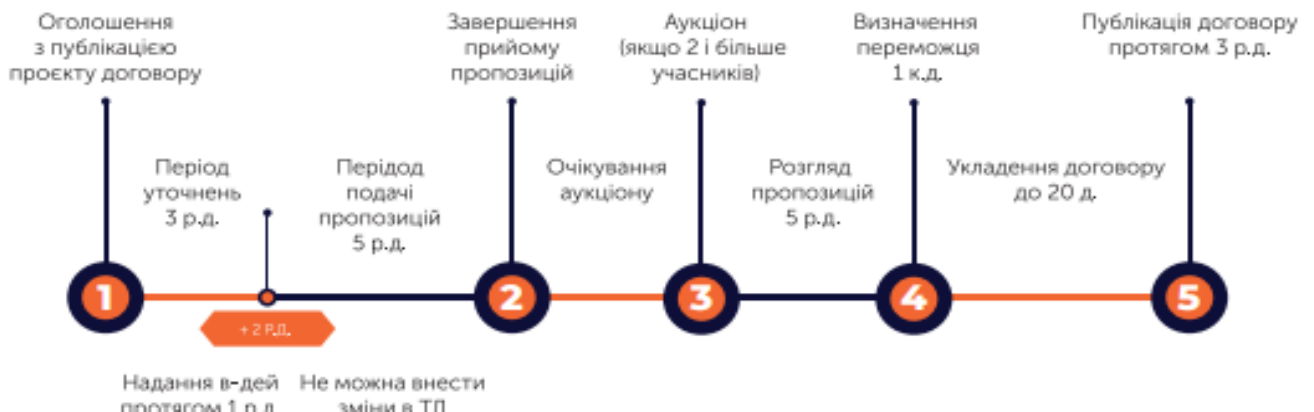 Оголошення
з публікацією
проєкту договору
Завершення
прийому
пропозицій
Аукціон
(якщо 2 і більше
учасників)
Визначення
переможця
1 к.д.
Публікація договору
протягом 3 р.д.
Період
уточнень
3 р.д.
Перідод
подачі
пропозицій
5 р.д.
Очікування
аукціону
Розгляд
пропозицій
5 р.д.
Укладення договору
до 20 д.
1
2
3
4
5
+ 2 Р.Д.
Надання в-дей
протягом 1 р.д.
Не можна внести
зміни в ТД